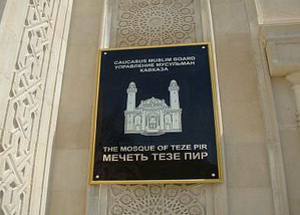 CAUCASUS MUSLIM BOARD
УПРАВЛЕНИЕ МУСУЛЬМАН
КАВКАЗА
THE MOSQUE OF TEZE PIR
МЕЧЕТЬ ТЕЗЕ ПИР